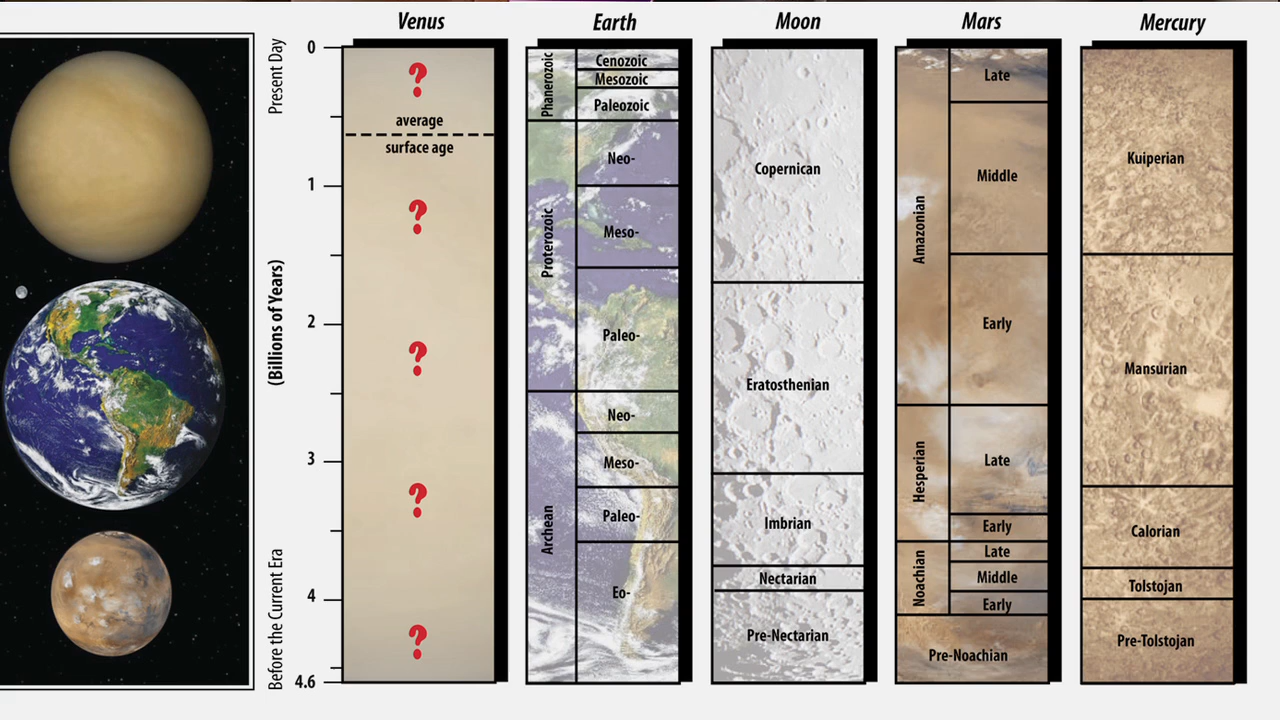 Venus
Earth
Moon
Mars
Mercury
Present Day
(Billions of Years)
Before the Current Era
0
1
2
3
4
4.6
?
average
surface age
?
?
?
?
Phanerozoic
Cenozoic
Mesozoic
Paleozoic
Proterozoic
Neo-
Meso-
Paleo-
Archean
Neo-
Meso-
Paleo-
Eo-
Copernican
Eratosthenian
Imbrian
Nectarian
Pre-Nectarian
Amazonian
Late
Middle
Early
Hesperian
Late
Early
Noachian
Late
Middle
Early
Pre-Noachian
Kuiperian
Mansurian
Calorian
Tolstojan
Pre-Tolstojan